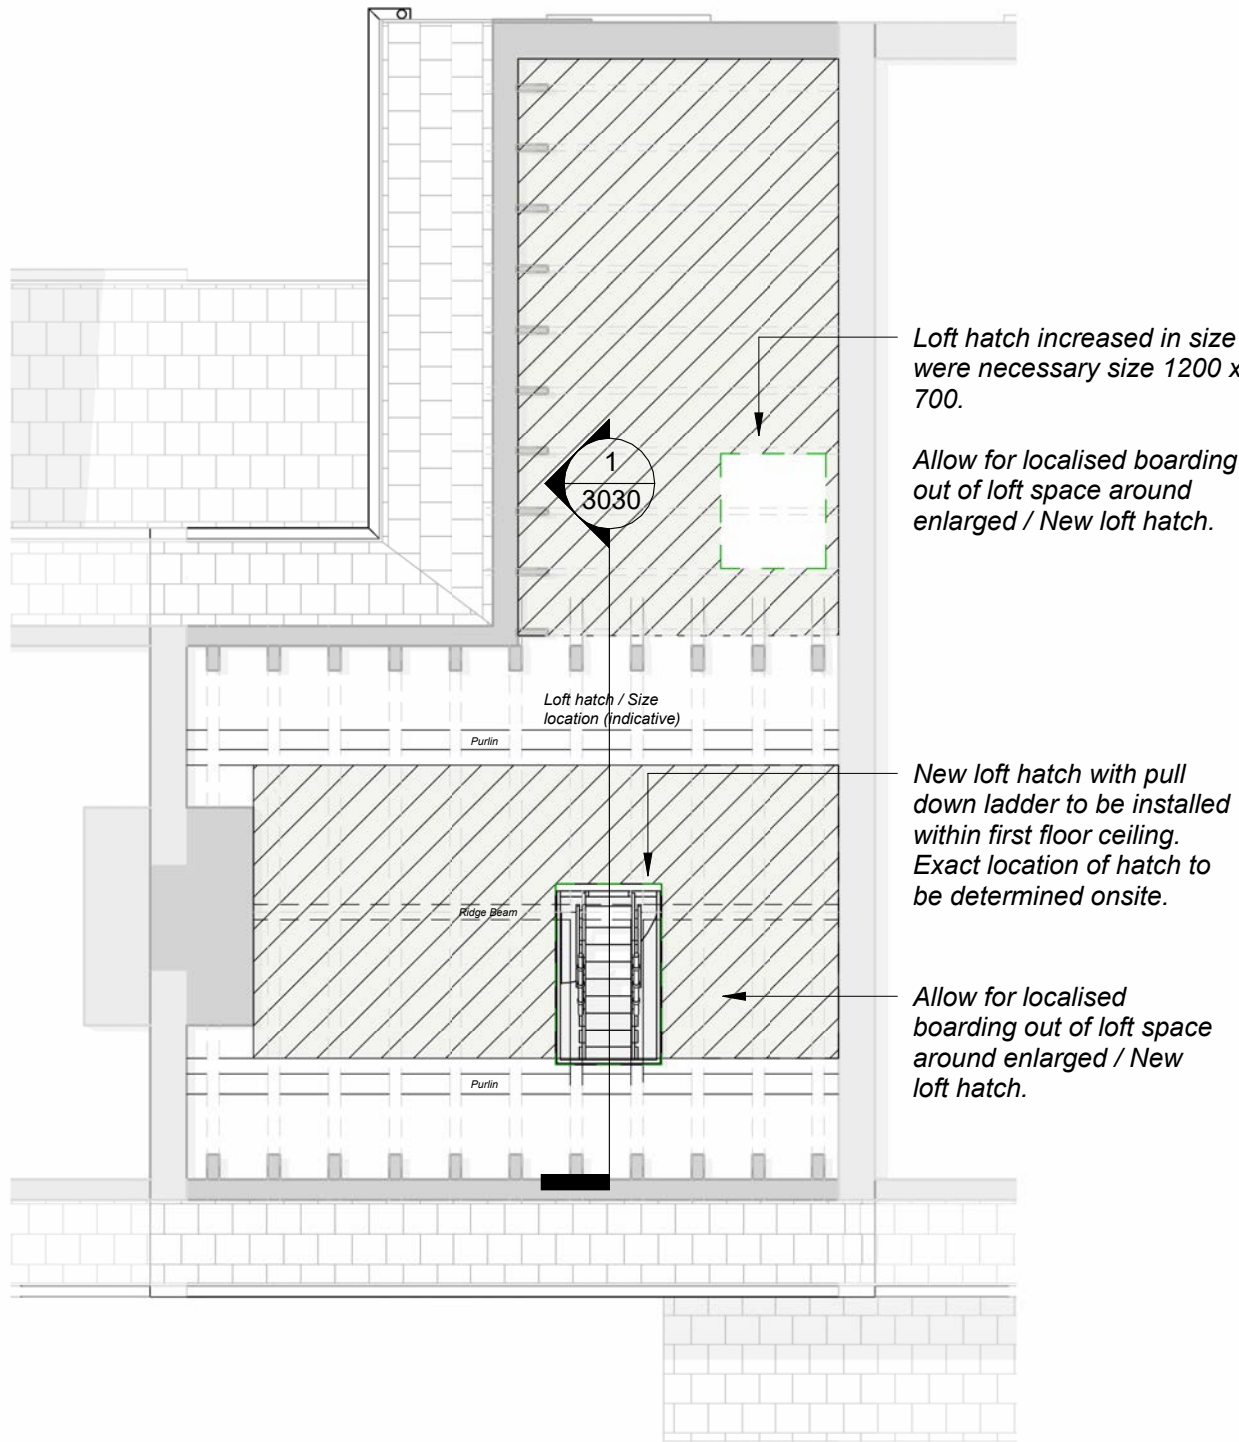 Loft hatch increased in size
were necessary size 1200 x
700.
Allow for localised boarding
out of loft space around
enlarged / New loft hatch.
1
3030
Loft hatch / Size
location (indicative)
Purlin
New loft hatch with pull
down ladder to be installed
within first floor ceiling.
Exact location of hatch to
be determined onsite.
Ridge Beam
Allow for localised
boarding out of loft space
around enlarged / New
loft hatch.
Purlin